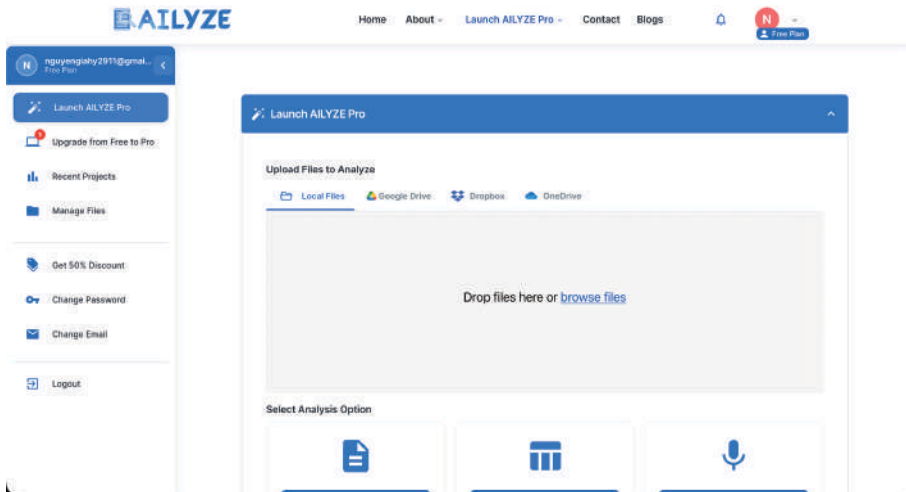 AILYZE
Home About Launch AILYZE Pro Contact Blogs
N
Free Plan
N
nguyengiahy2911@gmai...
Free Plan
Launch AILYZE Pro
Upgrade from Free to Pro
Recent Projects
Manage Files
Get 50% Discount
Change Password
Change Email
Logout
Launch AILYZE Pro
Upload Files to Analyze
Local Files Google Drive Dropbox OneDrive
Drop files here or browse files
Select Analysis Option